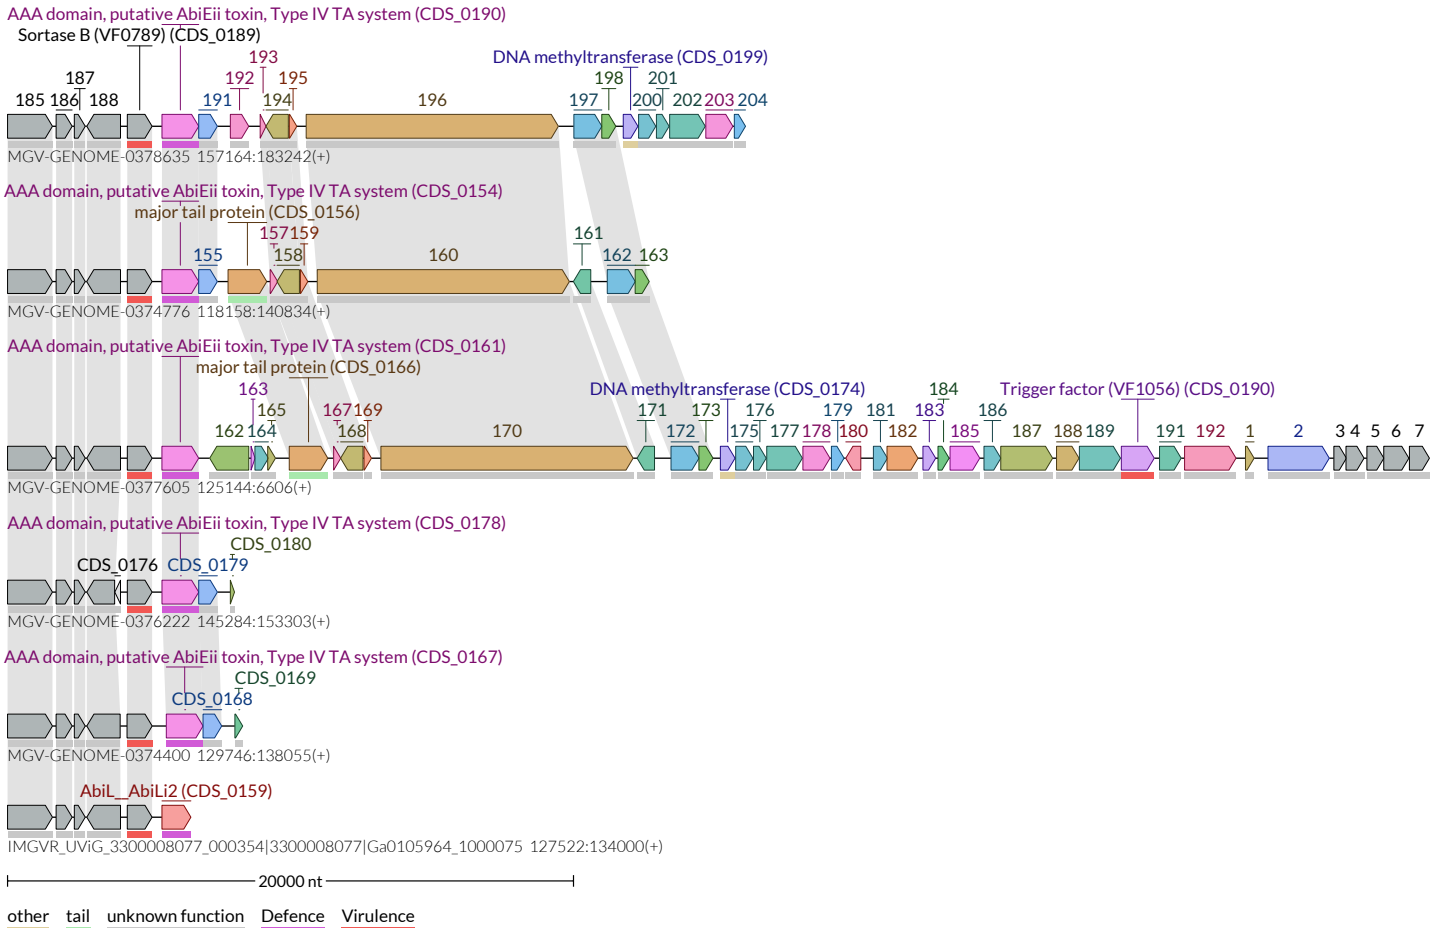 AAA domain, putative AbiEii toxin, Type IV TA system (CDS_0190)
Sortase B (VF0789) (CDS_0189)
193 DNA methyltransferase (CDS_0199)
187 192 195 198 201
185 186 188 191 194 196 197 200 202 203 204
MGV-GENOME-0378635 157164:183242(+)
AAA domain, putative AbiEii toxin, Type IV TA system (CDS_0154)
major tail protein (CDS_0156)
157 159 161
155 158 160 162 163
MGV-GENOME-0374776 118158:140834(+)
AAA domain, putative AbiEii toxin, Type IV TA system (CDS_0161)
major tail protein (CDS_0166)
163 DNA methyltransferase (CDS_0174) 184 Trigger factor (VF1056) (CDS_0190)
165 167 169 171 173 176 179 181 183 186
162 164 168 170 172 175 177 178 180 182 185 187 188 189 191 192 1 2 3 4 5 6 7
MGV-GENOME-0377605 125144:6606(+)
AAA domain, putative AbiEii toxin, Type IV TA system (CDS_0178)
CDS_0180
CDS_0176 CDS_0179
MGV-GENOME-0376222 145284:153303(+)
AAA domain, putative AbiEii toxin, Type IV TA system (CDS_0167)
CDS_0169
CDS_0168
MGV-GENOME-0374400 129746:138055(+)
AbiL__AbiLi2 (CDS_0159)
IMGVR_UViG_3300008077_000354|3300008077|Ga0105964_1000075 127522:134000(+)
20000 nt
other tail unknown function Defence Virulence